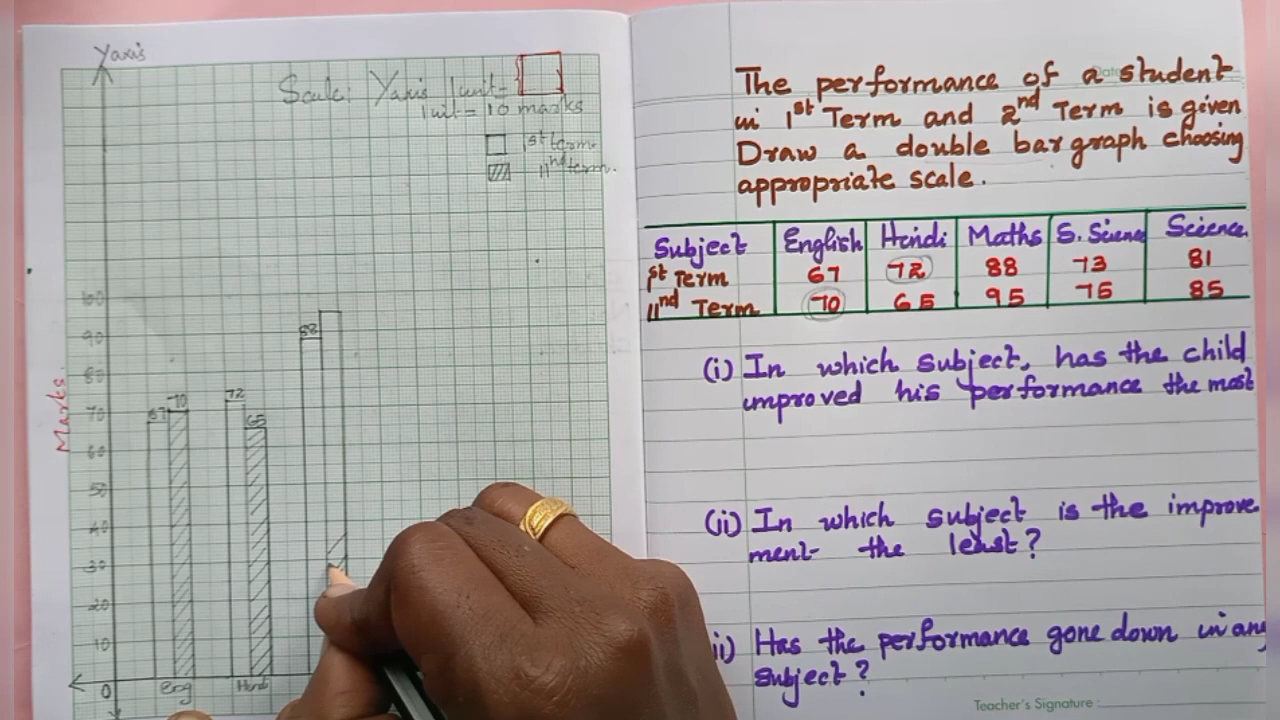 Y axis
Scale: Y axis 1 unit =
1 unit = 10 marks
1st term
11nd term.
100
90
80
70
60
50
40
30
20
10
0
Marks.
67
70
72
65
88
Eng
Hind
The performance of a student
in 1st Term and 2nd Term is given
Draw a double bar graph choosing
appropriate scale.
Subject English Hindi Maths S. Science Science
1st Term 67 72 88 73 81
11nd Term 70 65 95 75 85
(i) In which subject, has the child
improved his performance the most
(ii) In which subject is the improve
ment the least?
ii) Has the performance gone down in any
subject?
Teacher's Signature :